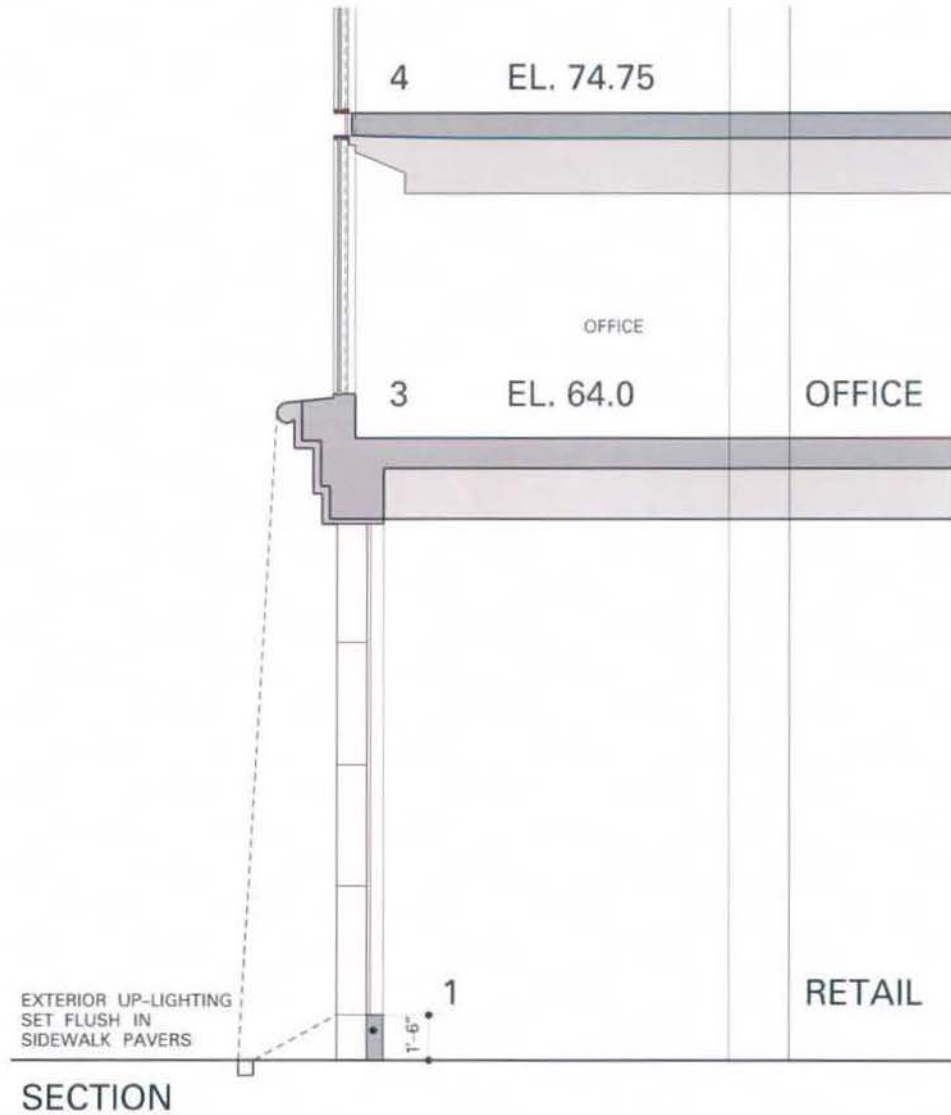 4 EL. 74.75
OFFICE
3 EL. 64.0 OFFICE
1 RETAIL
EXTERIOR UP-LIGHTING
SET FLUSH IN
SIDEWALK PAVERS
1'-6"
SECTION